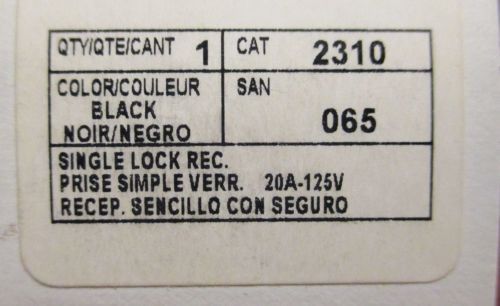 QTY/QTE/CANT 1 CAT 2310
COLOR/COULEUR SAN
BLACK
NOIR/NEGRO 065
SINGLE LOCK REC.
PRISE SIMPLE VERR. 20A-125V
RECEP. SENCILLO CON SEGURO